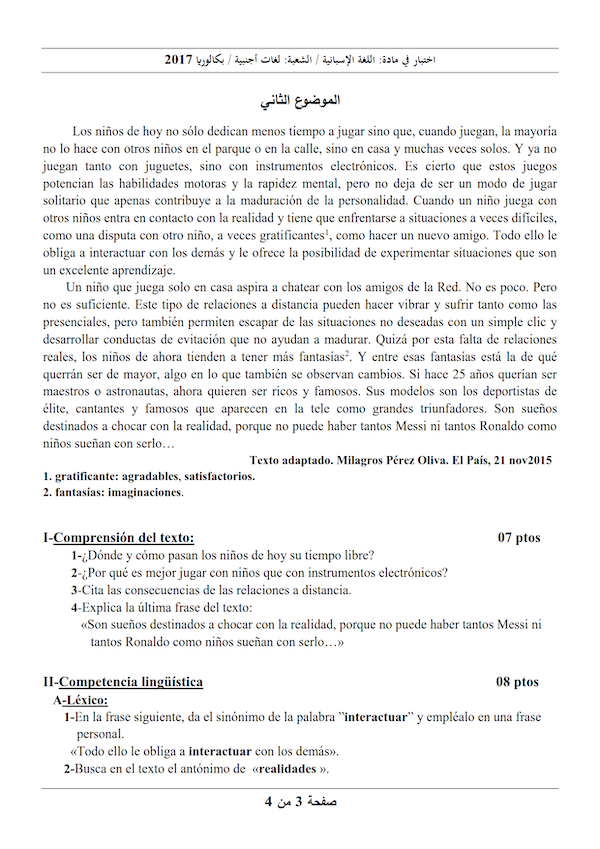 اختبار في مادة: اللغة الإسبانية / الشعبة: لغات أجنبية / بكالوريا 2017
الموضوع الثاني
Los niños de hoy no sólo dedican menos tiempo a jugar sino que, cuando juegan, la mayoría
no lo hace con otros niños en el parque o en la calle, sino en casa y muchas veces solos. Y ya no
juegan tanto con juguetes, sino con instrumentos electrónicos. Es cierto que estos juegos
potencian las habilidades motoras y la rapidez mental, pero no deja de ser un modo de jugar
solitario que apenas contribuye a la maduración de la personalidad. Cuando un niño juega con
otros niños entra en contacto con la realidad y tiene que enfrentarse a situaciones a veces difíciles,
como una disputa con otro niño, a veces gratificantes¹, como hacer un nuevo amigo. Todo ello le
obliga a interactuar con los demás y le ofrece la posibilidad de experimentar situaciones que son
un excelente aprendizaje.
Un niño que juega solo en casa aspira a chatear con los amigos de la Red. No es poco. Pero
no es suficiente. Este tipo de relaciones a distancia pueden hacer vibrar y sufrir tanto como las
presenciales, pero también permiten escapar de las situaciones no deseadas con un simple clic y
desarrollar conductas de evitación que no ayudan a madurar. Quizá por esta falta de relaciones
reales, los niños de ahora tienden a tener más fantasías². Y entre esas fantasías está la de qué
querrán ser de mayor, algo en lo que también se observan cambios. Si hace 25 años querían ser
maestros o astronautas, ahora quieren ser ricos y famosos. Sus modelos son los deportistas de
élite, cantantes y famosos que aparecen en la tele como grandes triunfadores. Son sueños
destinados a chocar con la realidad, porque no puede haber tantos Messi ni tantos Ronaldo como
niños sueñan con serlo…
Texto adaptado. Milagros Pérez Oliva. El País, 21 nov2015
1. gratificante: agradables, satisfactorios.
2. fantasías: imaginaciones.
I-Comprensión del texto: 07 ptos
1-¿Dónde y cómo pasan los niños de hoy su tiempo libre?
2-¿Por qué es mejor jugar con niños que con instrumentos electrónicos?
3-Cita las consecuencias de las relaciones a distancia.
4-Explica la última frase del texto:
«Son sueños destinados a chocar con la realidad, porque no puede haber tantos Messi ni
tantos Ronaldo como niños sueñan con serlo…»
II-Competencia lingüística 08 ptos
A-Léxico:
1-En la frase siguiente, da el sinónimo de la palabra ”interactuar” y empléalo en una frase
personal.
«Todo ello le obliga a interactuar con los demás».
2-Busca en el texto el antónimo de «realidades ».
صفحة 3 من 4